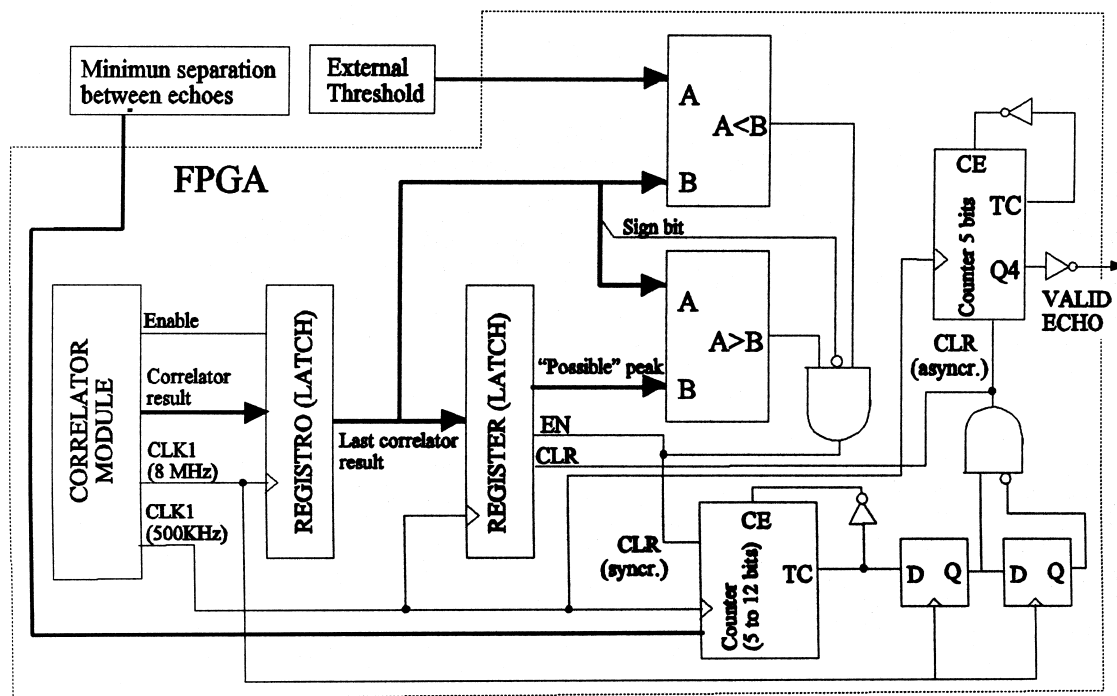 Minimun separation
between echoes
External
Threshold
A
A<B
B
FPGA
Sign bit
CE
TC
Q4
Counter 5 bits
VALID
ECHO
CLR
(asyncr.)
A
A>B
B
CORRELATOR
MODULE
Enable
Correlator
result
CLK1
(8 MHz)
CLK1
(500KHz)
REGISTRO (LATCH)
Last correlator
result
REGISTER (LATCH)
"Possible" peak
EN
CLR
CLR
(syncr.)
CE
TC
Counter
(5 to 12 bits)
D Q
D Q